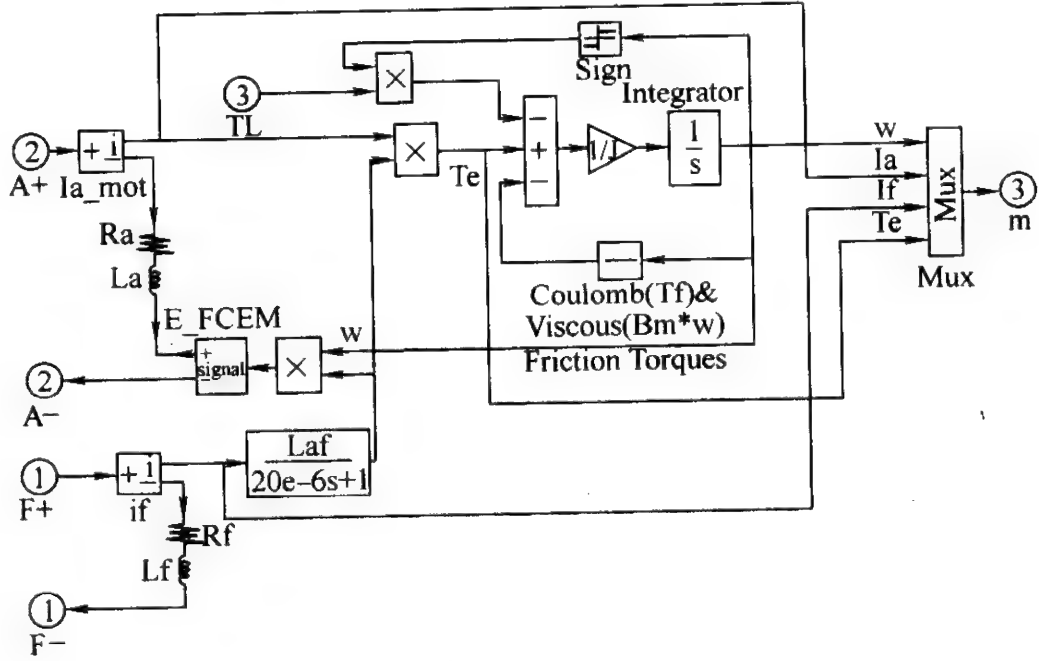 Sign
×
3
TL
Integrator
2
A+
+ i
Ia_mot
×
Te
−
+
−
1/J
1
s
w
Ia
If
Te
Mux
3
m
Mux
Ra
La
Coulomb(Tf)&
Viscous(Bm*w)
Friction Torques
E_FCEM
w
+
signal
−
×
2
A−
1
F+
+ i
if
Laf
20e−6s+1
Rf
Lf
1
F−